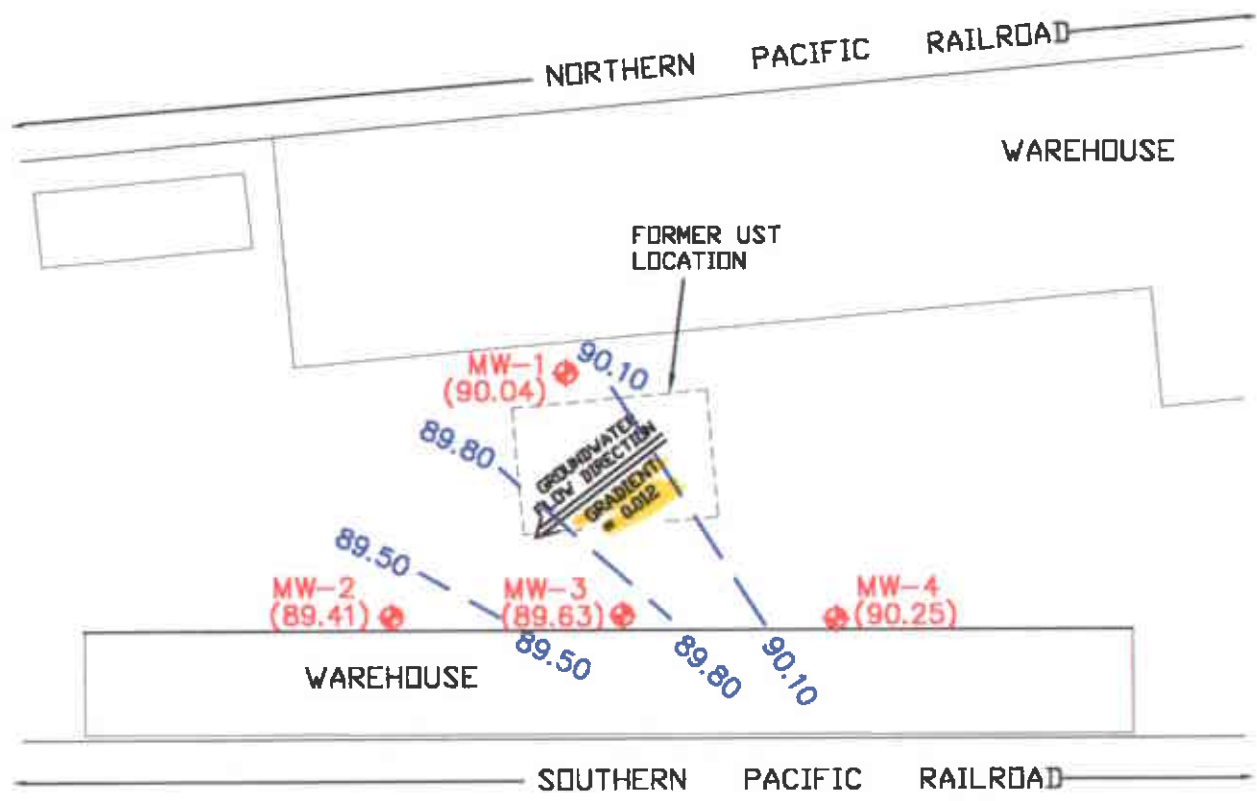 NORTHERN PACIFIC RAILROAD
WAREHOUSE
FORMER UST
LOCATION
MW-1
(90.04)
90.10
89.80
GROUNDWATER
FLOW DIRECTION
GRADIENT
= 0.012
89.50
MW-2
(89.41)
MW-3
(89.63)
MW-4
(90.25)
89.50
89.80
90.10
WAREHOUSE
SOUTHERN PACIFIC RAILROAD